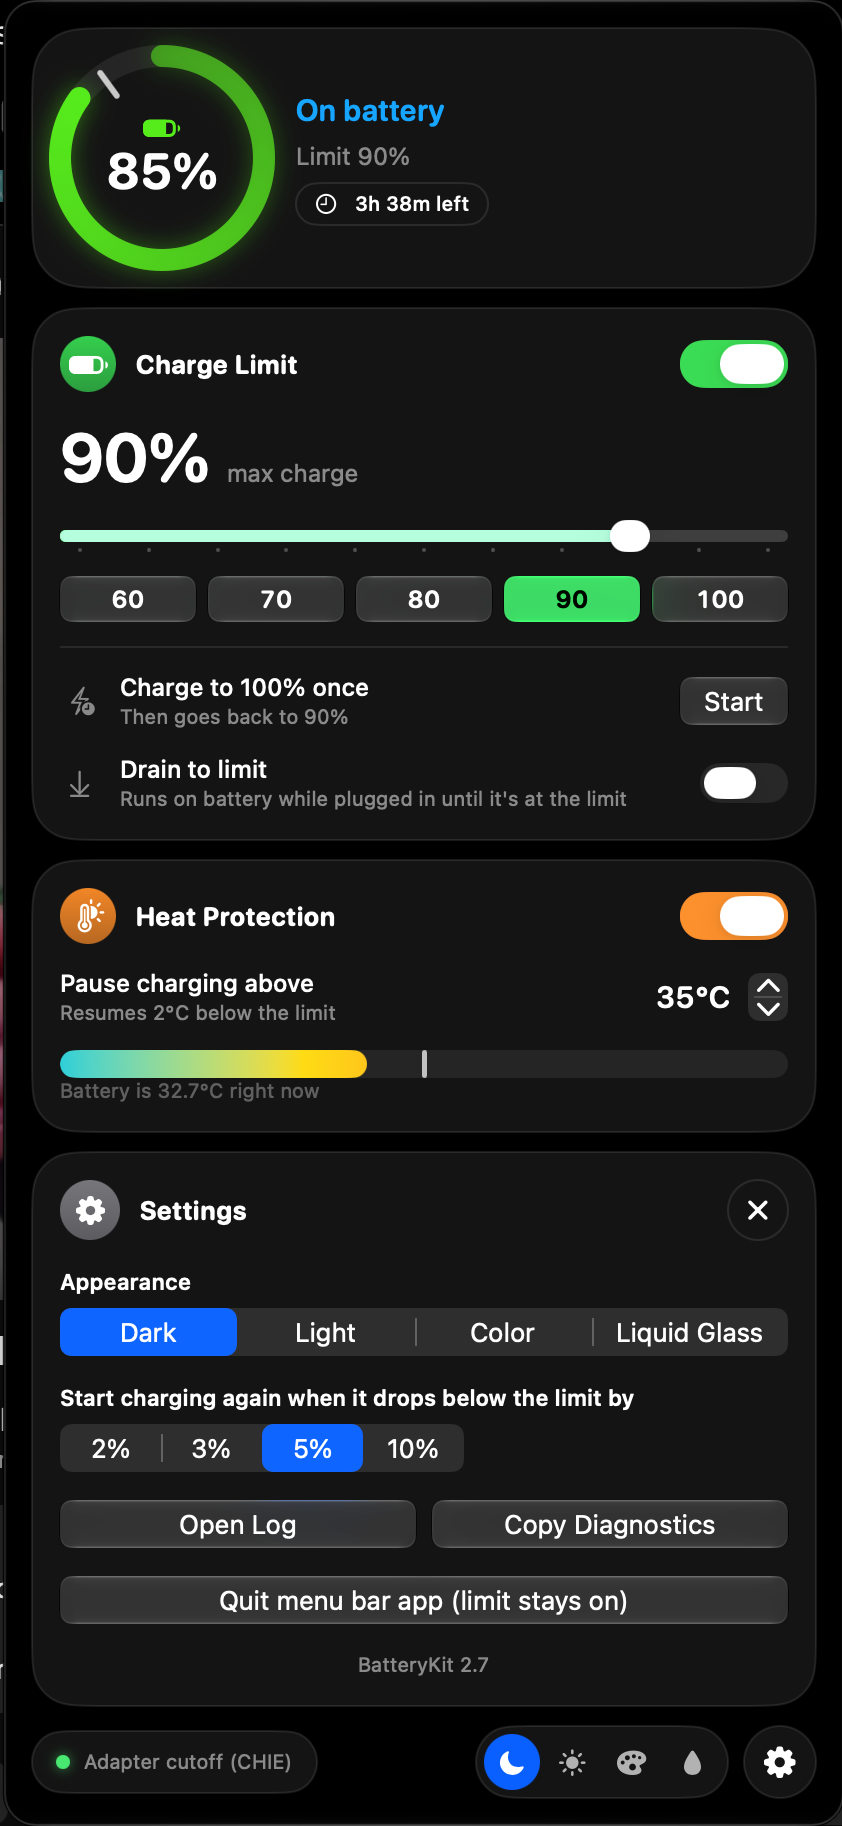 85%
On battery
Limit 90%
3h 38m left
Charge Limit
90% max charge
60 70 80 90 100
Charge to 100% once
Then goes back to 90%
Start
Drain to limit
Runs on battery while plugged in until it's at the limit
Heat Protection
Pause charging above
Resumes 2°C below the limit
35°C
Battery is 32.7°C right now
Settings
Appearance
Dark Light Color Liquid Glass
Start charging again when it drops below the limit by
2% 3% 5% 10%
Open Log Copy Diagnostics
Quit menu bar app (limit stays on)
BatteryKit 2.7
Adapter cutoff (CHIE)